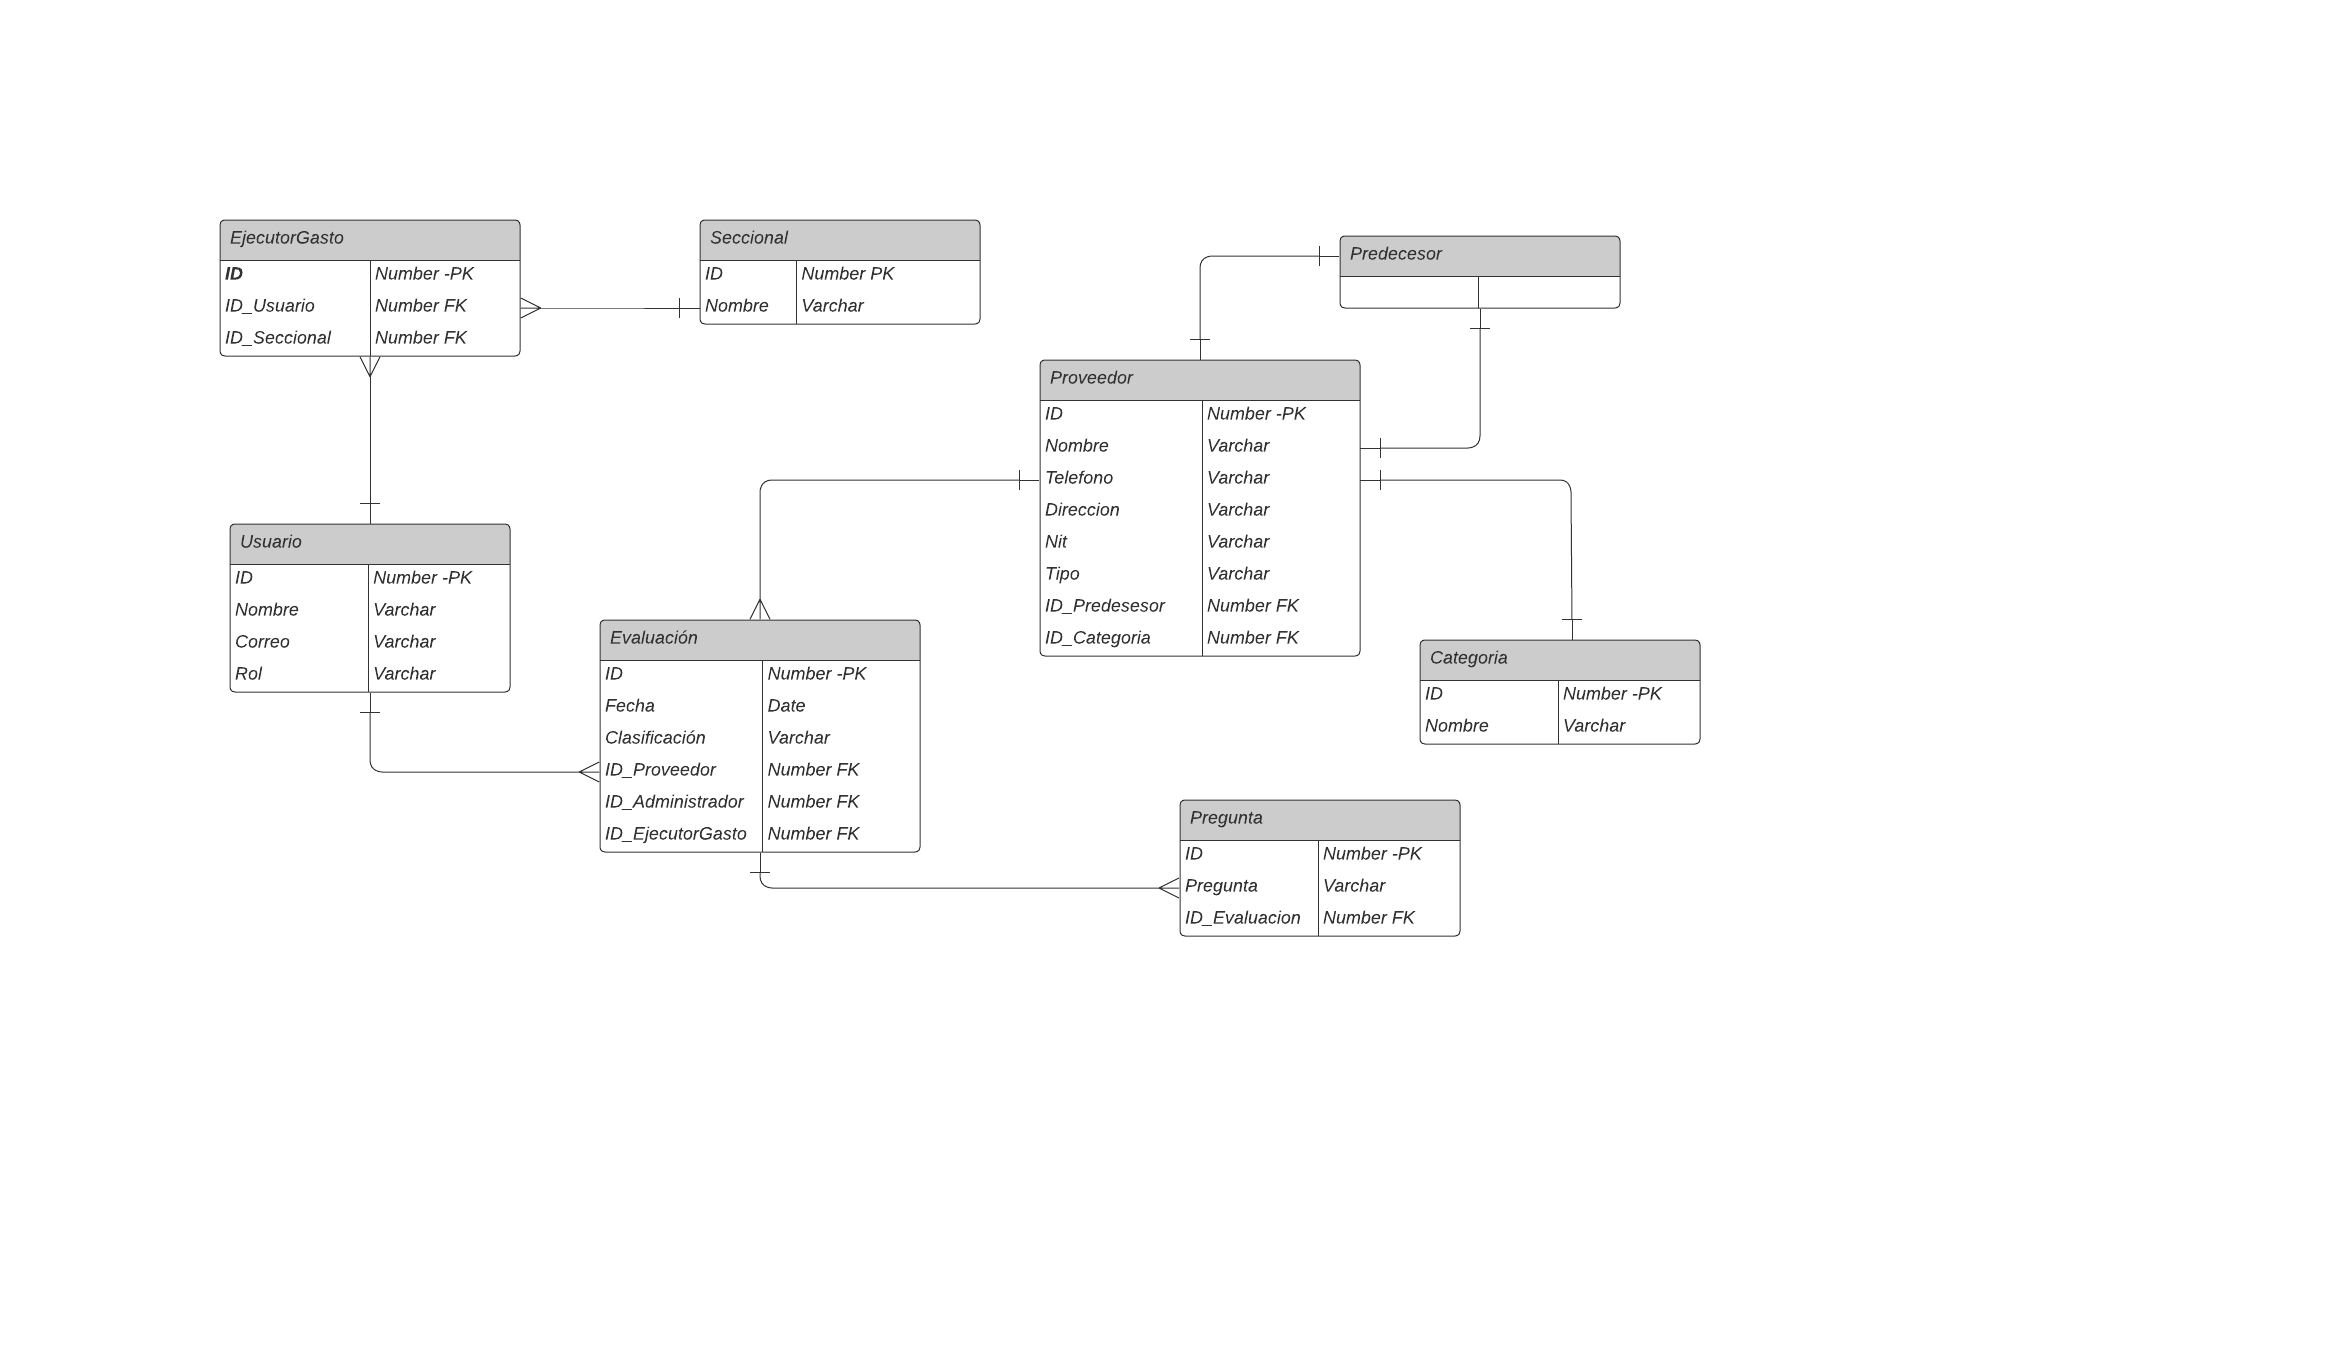 EjecutorGasto
ID Number -PK
ID_Usuario Number FK
ID_Seccional Number FK
Seccional
ID Number PK
Nombre Varchar
Predecesor
Proveedor
ID Number -PK
Nombre Varchar
Telefono Varchar
Direccion Varchar
Nit Varchar
Tipo Varchar
ID_Predesesor Number FK
ID_Categoria Number FK
Usuario
ID Number -PK
Nombre Varchar
Correo Varchar
Rol Varchar
Evaluación
ID Number -PK
Fecha Date
Clasificación Varchar
ID_Proveedor Number FK
ID_Administrador Number FK
ID_EjecutorGasto Number FK
Categoria
ID Number -PK
Nombre Varchar
Pregunta
ID Number -PK
Pregunta Varchar
ID_Evaluacion Number FK